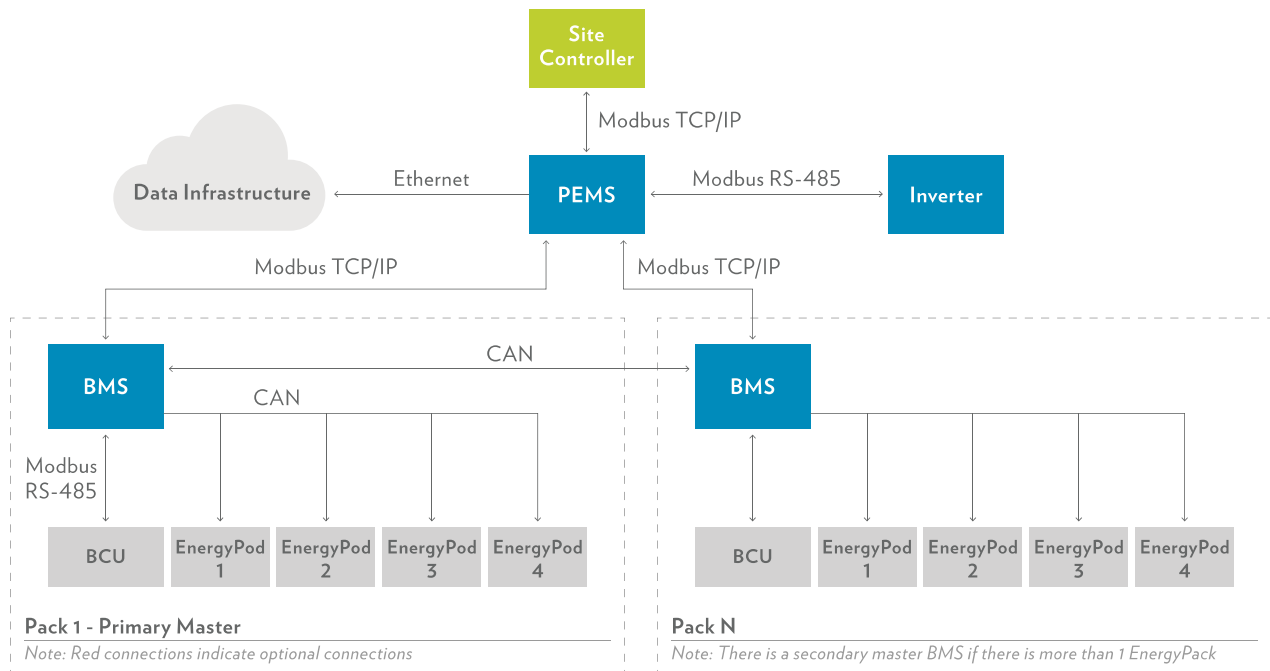 Site
Controller
Modbus TCP/IP
Data Infrastructure
Ethernet
PEMS
Modbus RS-485
Inverter
Modbus TCP/IP
Modbus TCP/IP
BMS
CAN
BMS
CAN
Modbus
RS-485
BCU
EnergyPod
1
EnergyPod
2
EnergyPod
3
EnergyPod
4
BCU
EnergyPod
1
EnergyPod
2
EnergyPod
3
EnergyPod
4
Pack 1 - Primary Master
Note: Red connections indicate optional connections
Pack N
Note: There is a secondary master BMS if there is more than 1 EnergyPack